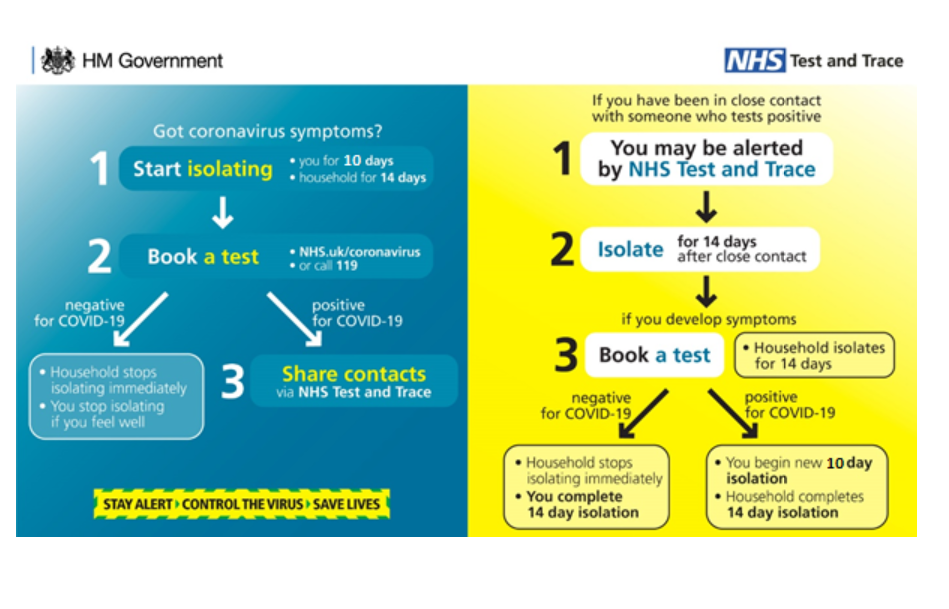 HM Government
NHS Test and Trace
Got coronavirus symptoms?
1 Start isolating
• you for 10 days
• household for 14 days
2 Book a test
• NHS.uk/coronavirus
• or call 119
negative
for COVID-19
positive
for COVID-19
• Household stops
isolating immediately
• You stop isolating
if you feel well
3 Share contacts
via NHS Test and Trace
STAY ALERT CONTROL THE VIRUS SAVE LIVES
If you have been in close contact
with someone who tests positive
1 You may be alerted
by NHS Test and Trace
2 Isolate
for 14 days
after close contact
if you develop symptoms
3 Book a test
• Household isolates
for 14 days
negative
for COVID-19
positive
for COVID-19
• Household stops
isolating immediately
• You complete
14 day isolation
• You begin new 10 day
isolation
• Household completes
14 day isolation